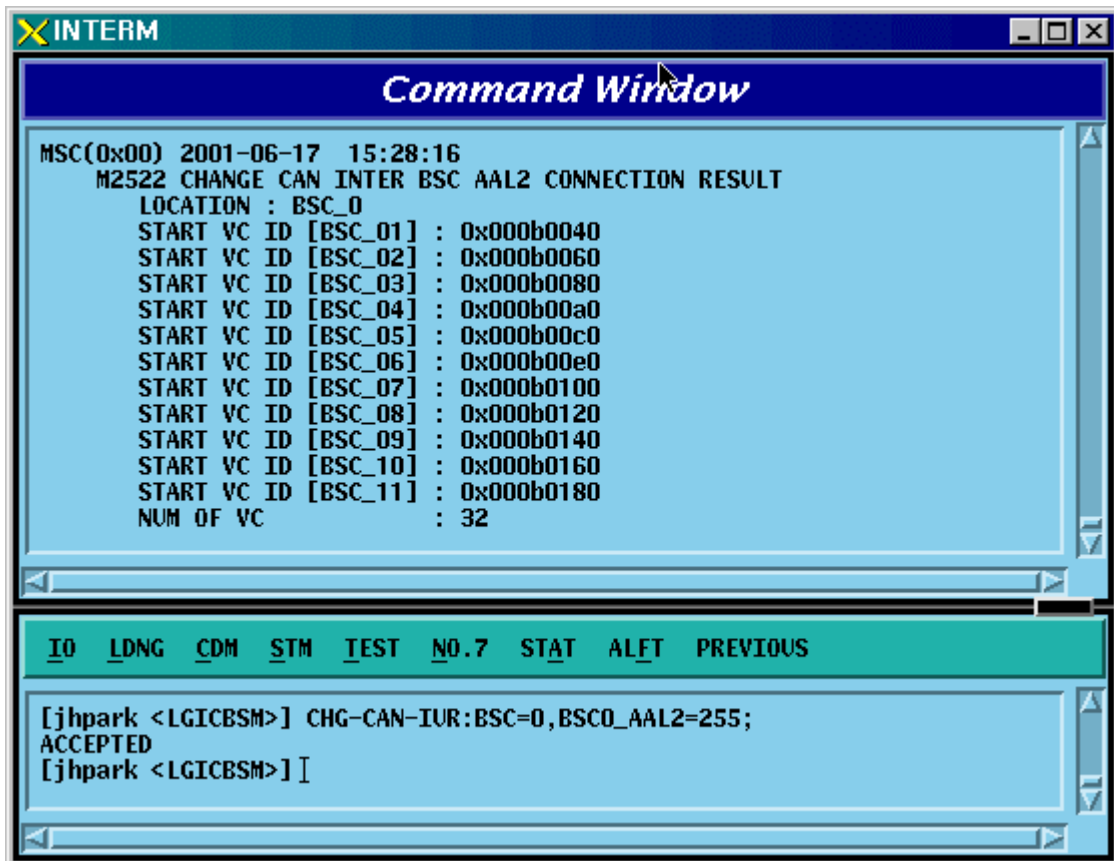 INTERM
Command Window
MSC(0x00) 2001-06-17 15:28:16
M2522 CHANGE CAN INTER BSC AAL2 CONNECTION RESULT
LOCATION : BSC_0
START VC ID [BSC_01] : 0x000b0040
START VC ID [BSC_02] : 0x000b0060
START VC ID [BSC_03] : 0x000b0080
START VC ID [BSC_04] : 0x000b00a0
START VC ID [BSC_05] : 0x000b00c0
START VC ID [BSC_06] : 0x000b00e0
START VC ID [BSC_07] : 0x000b0100
START VC ID [BSC_08] : 0x000b0120
START VC ID [BSC_09] : 0x000b0140
START VC ID [BSC_10] : 0x000b0160
START VC ID [BSC_11] : 0x000b0180
NUM OF VC : 32
IO LDNG CDM STM TEST NO.7 STAT ALFT PREVIOUS
[jhpark <LGICBSM>] CHG-CAN-IUR:BSC=0,BSC0_AAL2=255;
ACCEPTED
[jhpark <LGICBSM>]